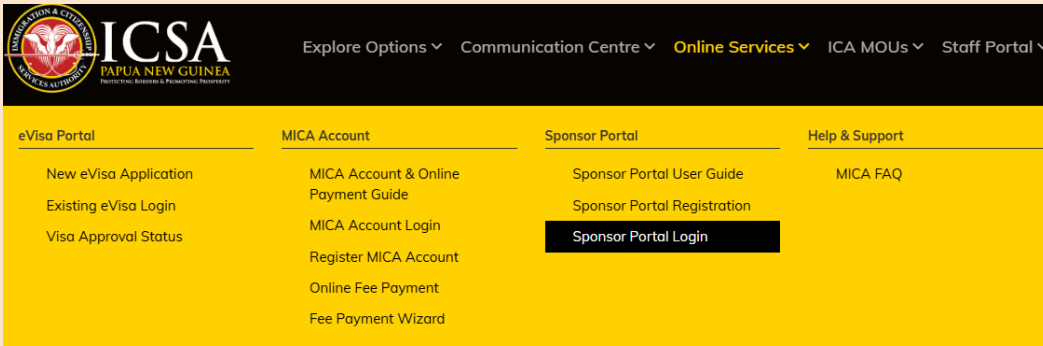 IMMIGRATION & CITIZENSHIP
SERVICES AUTHORITY
ICSA
PAPUA NEW GUINEA
PROTECTING BORDERS & PROMOTING PROSPERITY
Explore Options
Communication Centre
Online Services
ICA MOUs
Staff Portal
eVisa Portal
New eVisa Application
Existing eVisa Login
Visa Approval Status
MICA Account
MICA Account & Online
Payment Guide
MICA Account Login
Register MICA Account
Online Fee Payment
Fee Payment Wizard
Sponsor Portal
Sponsor Portal User Guide
Sponsor Portal Registration
Sponsor Portal Login
Help & Support
MICA FAQ